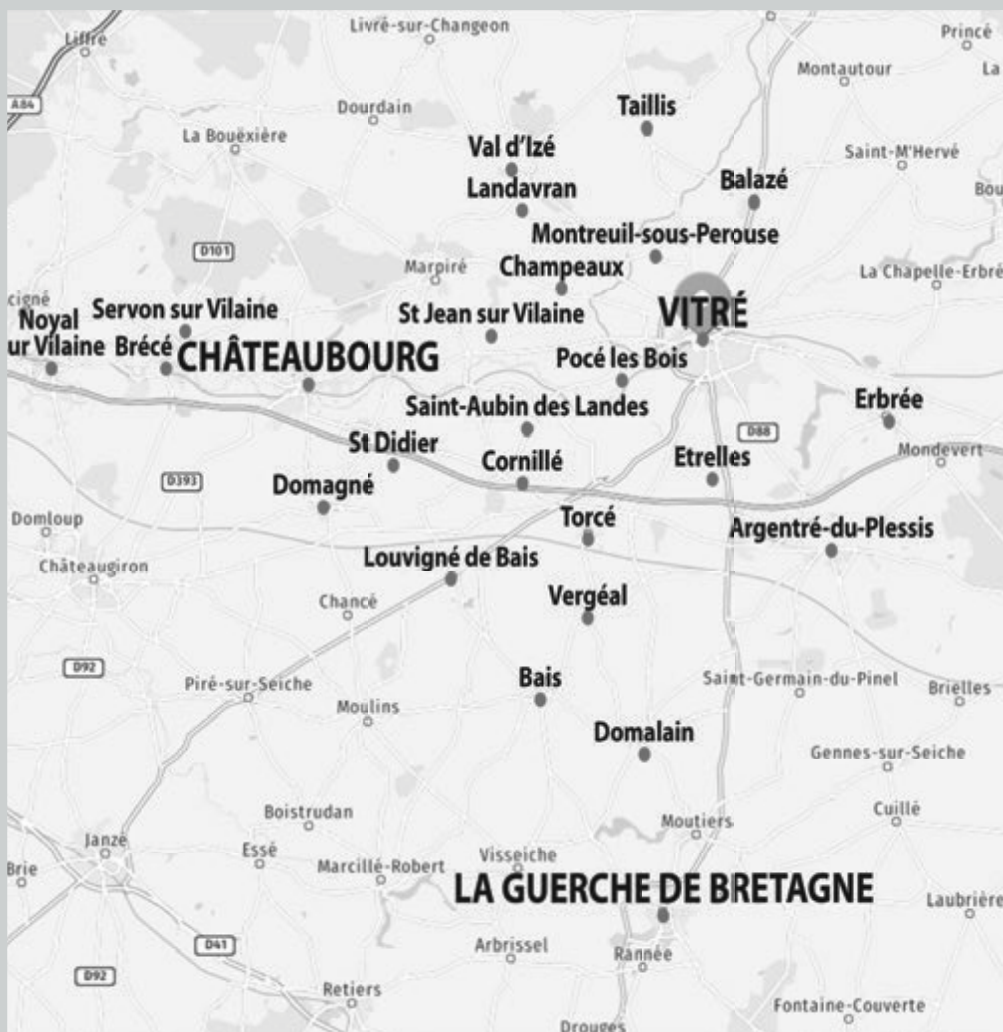 Livré-sur-Changeon
Princé
Liffré
Montautour
La
A84
Dourdain
Taillis
La Bouëxière
Val d'Izé
Saint-M'Hervé
Landavran
Balazé
Bou
Montreuil-sous-Perouse
D101
Marpiré
Champeaux
La Chapelle-Erbré
cigné
Servon sur Vilaine
St Jean sur Vilaine
VITRÉ
Noyal
ur Vilaine
Brécé
CHÂTEAUBOURG
Pocé les Bois
Saint-Aubin des Landes
Erbrée
D88
St Didier
Cornillé
Etrelles
Mondevert
D393
Domagné
Domloup
Torcé
Argentré-du-Plessis
Châteaugiron
Louvigné de Bais
Chancé
Vergéal
D92
Piré-sur-Seiche
Bais
Saint-Germain-du-Pinel
Brielles
Moulins
Domalain
Gennes-sur-Seiche
Boistrudan
Moutiers
Cuillé
Janzé
Essé
Visseiche
Brie
Marcillé-Robert
LA GUERCHE DE BRETAGNE
Laubrière
D41
Arbrissel
Rannée
D92
Retiers
Fontaine-Couverte
Drouges